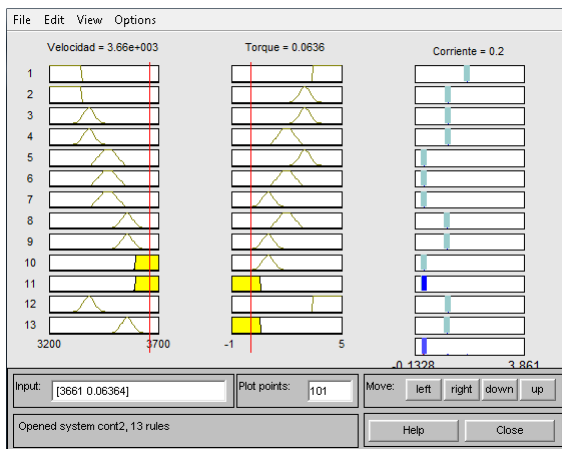 File Edit View Options
Velocidad = 3.66e+003 Torque = 0.0636 Corriente = 0.2
1
2
3
4
5
6
7
8
9
10
11
12
13
3200 3700 -1 5
-0.1328 3.861
Input: [3661 0.06364] Plot points: 101 Move: left right down up
Opened system cont2, 13 rules Help Close